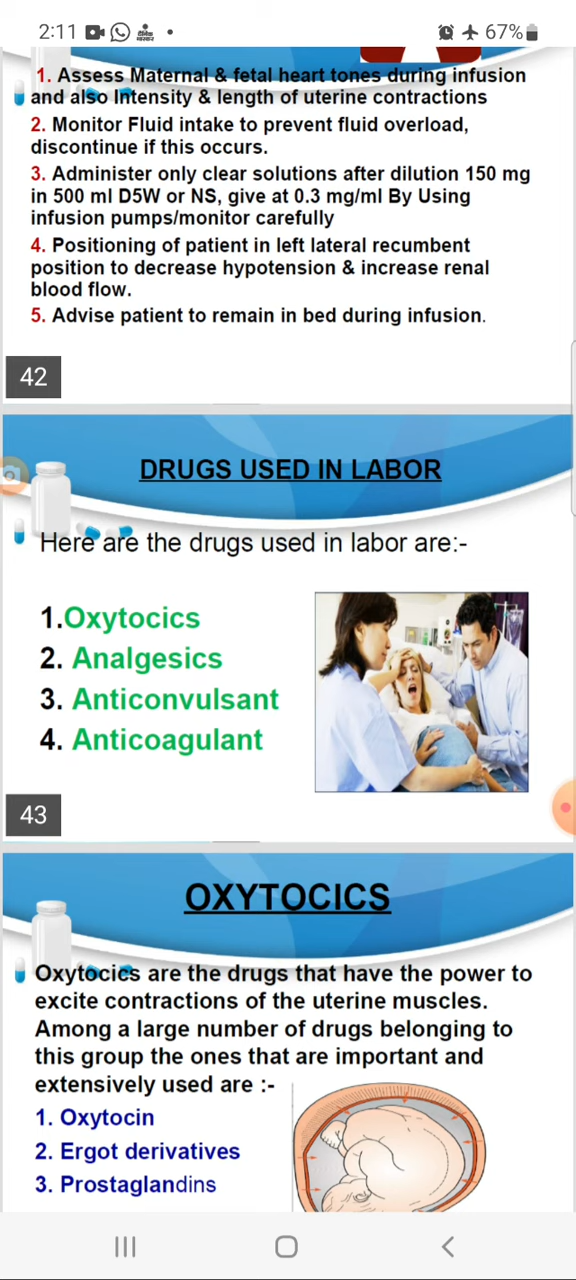 2:11
67%
1. Assess Maternal & fetal heart tones during infusion
and also Intensity & length of uterine contractions
2. Monitor Fluid intake to prevent fluid overload,
discontinue if this occurs.
3. Administer only clear solutions after dilution 150 mg
in 500 ml D5W or NS, give at 0.3 mg/ml By Using
infusion pumps/monitor carefully
4. Positioning of patient in left lateral recumbent
position to decrease hypotension & increase renal
blood flow.
5. Advise patient to remain in bed during infusion.
42
DRUGS USED IN LABOR
Here are the drugs used in labor are:-
1.Oxytocics
2. Analgesics
3. Anticonvulsant
4. Anticoagulant
43
OXYTOCICS
Oxytocics are the drugs that have the power to
excite contractions of the uterine muscles.
Among a large number of drugs belonging to
this group the ones that are important and
extensively used are :-
1. Oxytocin
2. Ergot derivatives
3. Prostaglandins